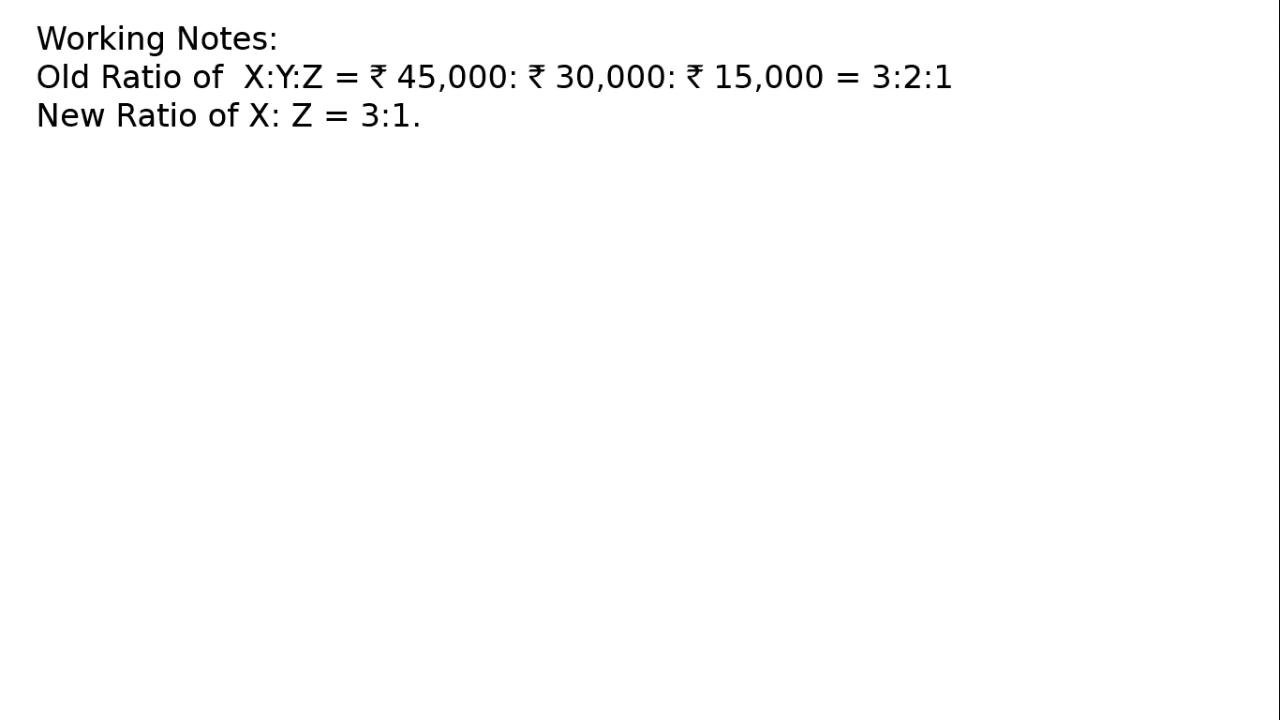 Working Notes:
Old Ratio of  X:Y:Z = ₹ 45,000: ₹ 30,000: ₹ 15,000 = 3:2:1
New Ratio of X: Z = 3:1.